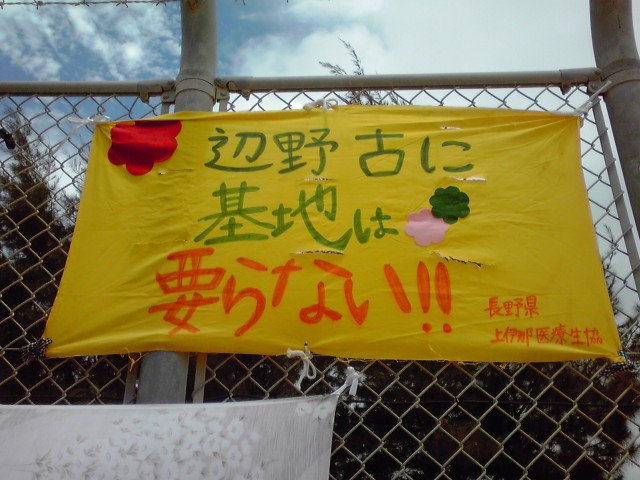 辺野古に
基地は
要らない!!
長野県
上伊那医療生協